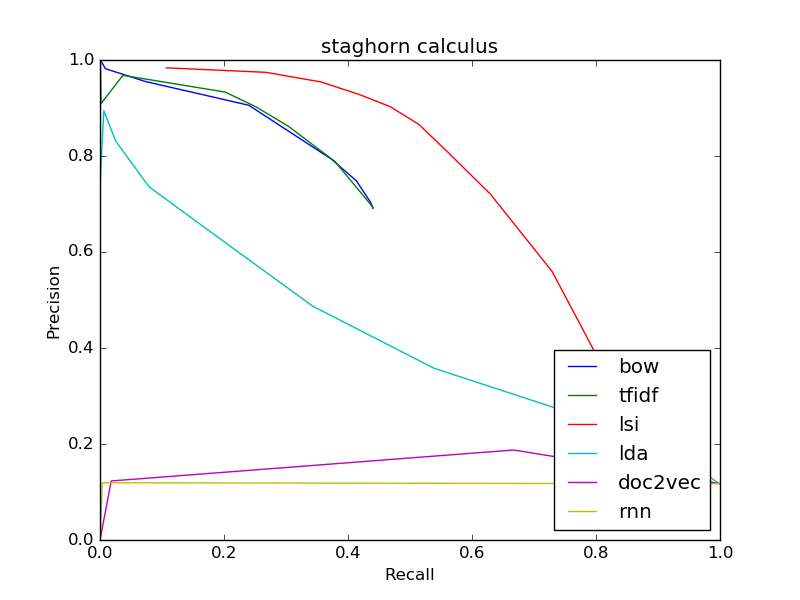 staghorn calculus
1.0
0.8
0.6
0.4
0.2
0.0
Precision
bow
tfidf
lsi
lda
doc2vec
rnn
0.0 0.2 0.4 0.6 0.8 1.0
Recall